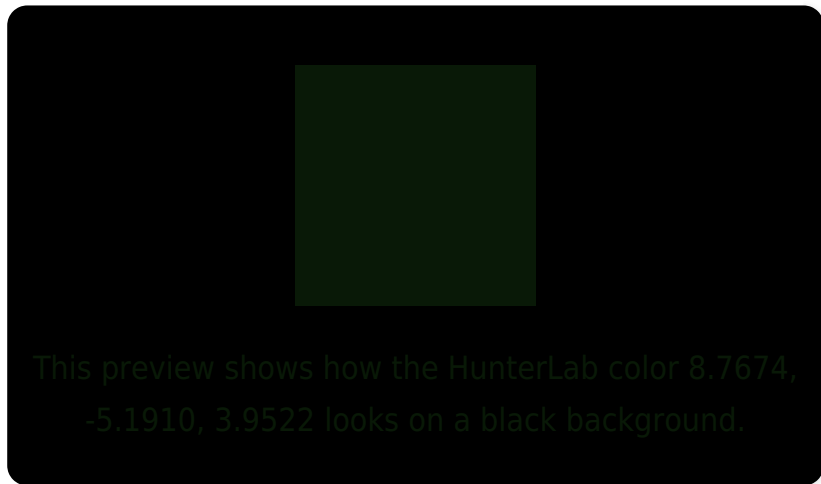 This preview shows how the HunterLab color 8.7674,
-5.1910, 3.9522 looks on a black background.